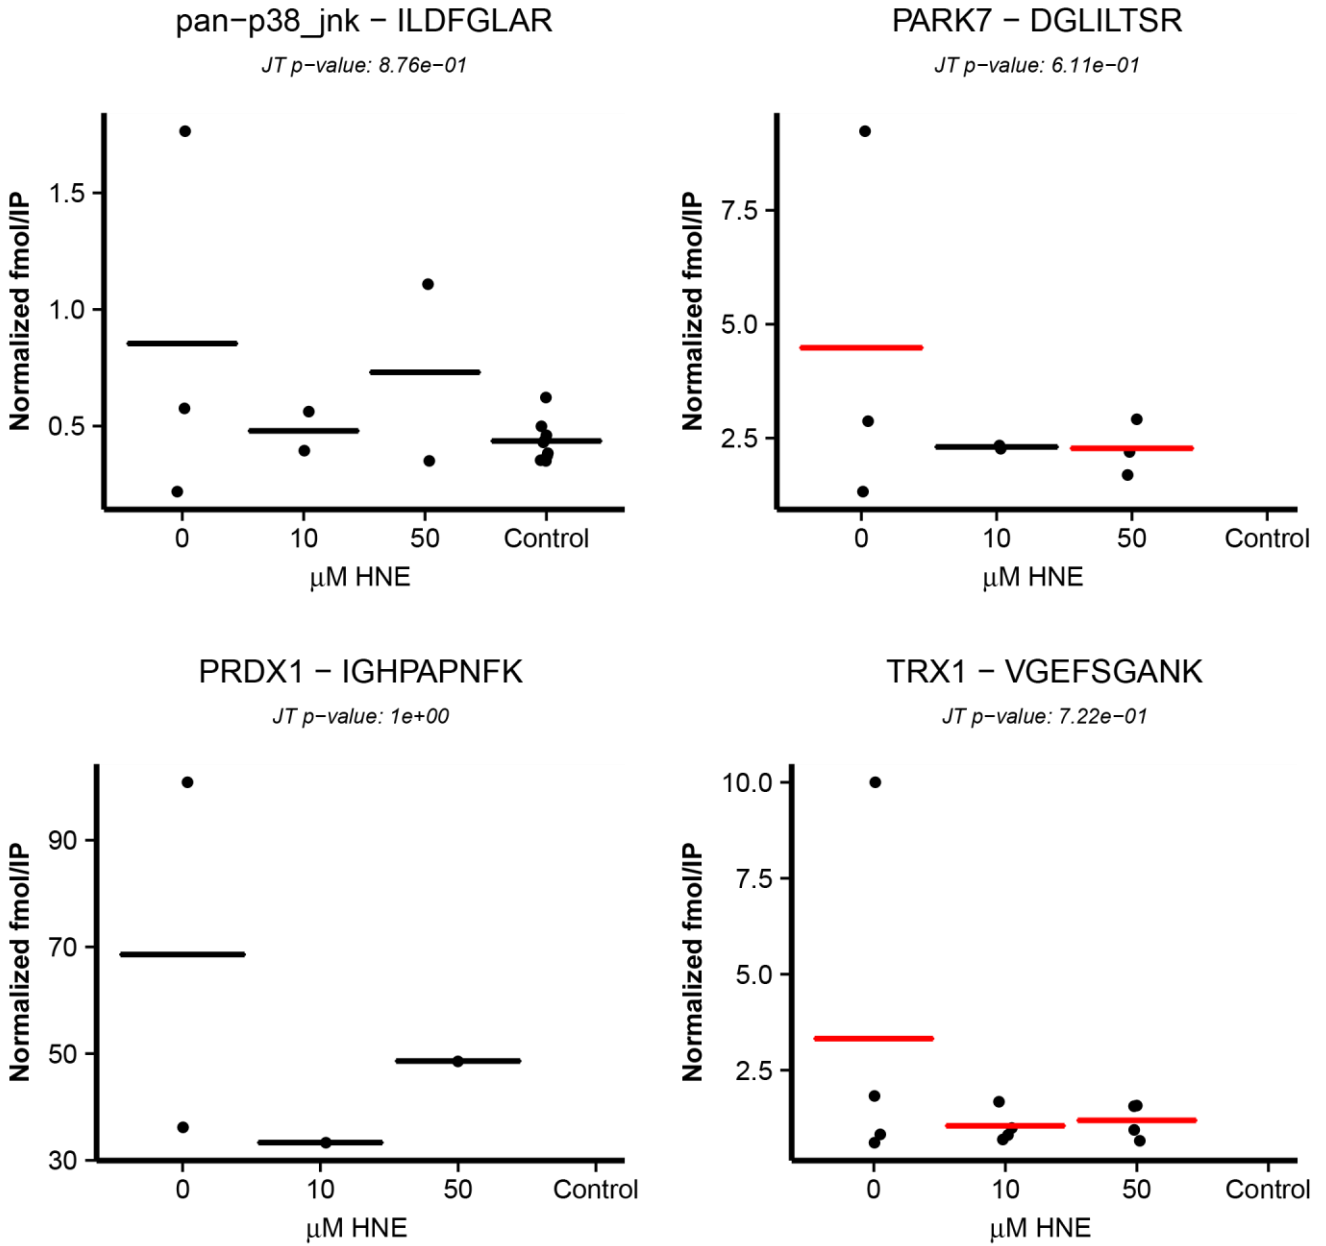 pan−p38_jnk − ILDFGLAR
JT p−value: 8.76e−01
Normalized fmol/IP
1.5
1.0
0.5
0 10 50 Control
μM HNE
PARK7 − DGLILTSR
JT p−value: 6.11e−01
Normalized fmol/IP
7.5
5.0
2.5
0 10 50 Control
μM HNE
PRDX1 − IGHPAPNFK
JT p−value: 1e+00
Normalized fmol/IP
90
70
50
30
0 10 50 Control
μM HNE
TRX1 − VGEFSGANK
JT p−value: 7.22e−01
Normalized fmol/IP
10.0
7.5
5.0
2.5
0 10 50 Control
μM HNE